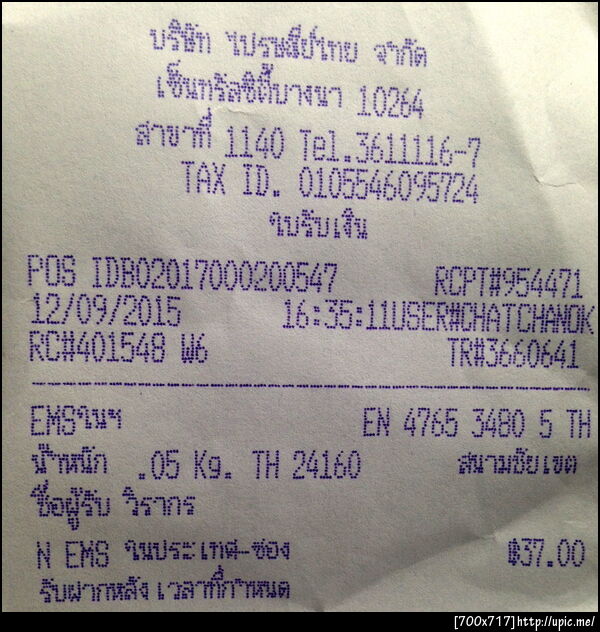 บริษัท ไปรษณีย์ไทย จำกัด
เซ็นทรัลซิตี้บางนา 10264
สาขาที่ 1140 Tel.3611116-7
TAX ID. 0105546095724
ใบรับเงิน
POS IDB02017000200547 RCPT#954471
12/09/2015 16:35:11USER#CHATCHANOK
RC#401548 W6 TR#3660641
EMSในฯ EN 4765 3480 5 TH
น้ำหนัก .05 Kg. TH 24160 สนามชัยเขต
ชื่อผู้รับ วิรากร
N EMS ในประเทศ-ซอง ฿37.00
รับฝากหลัง เวลาที่กำหนด
[700x717]http://upic.me/